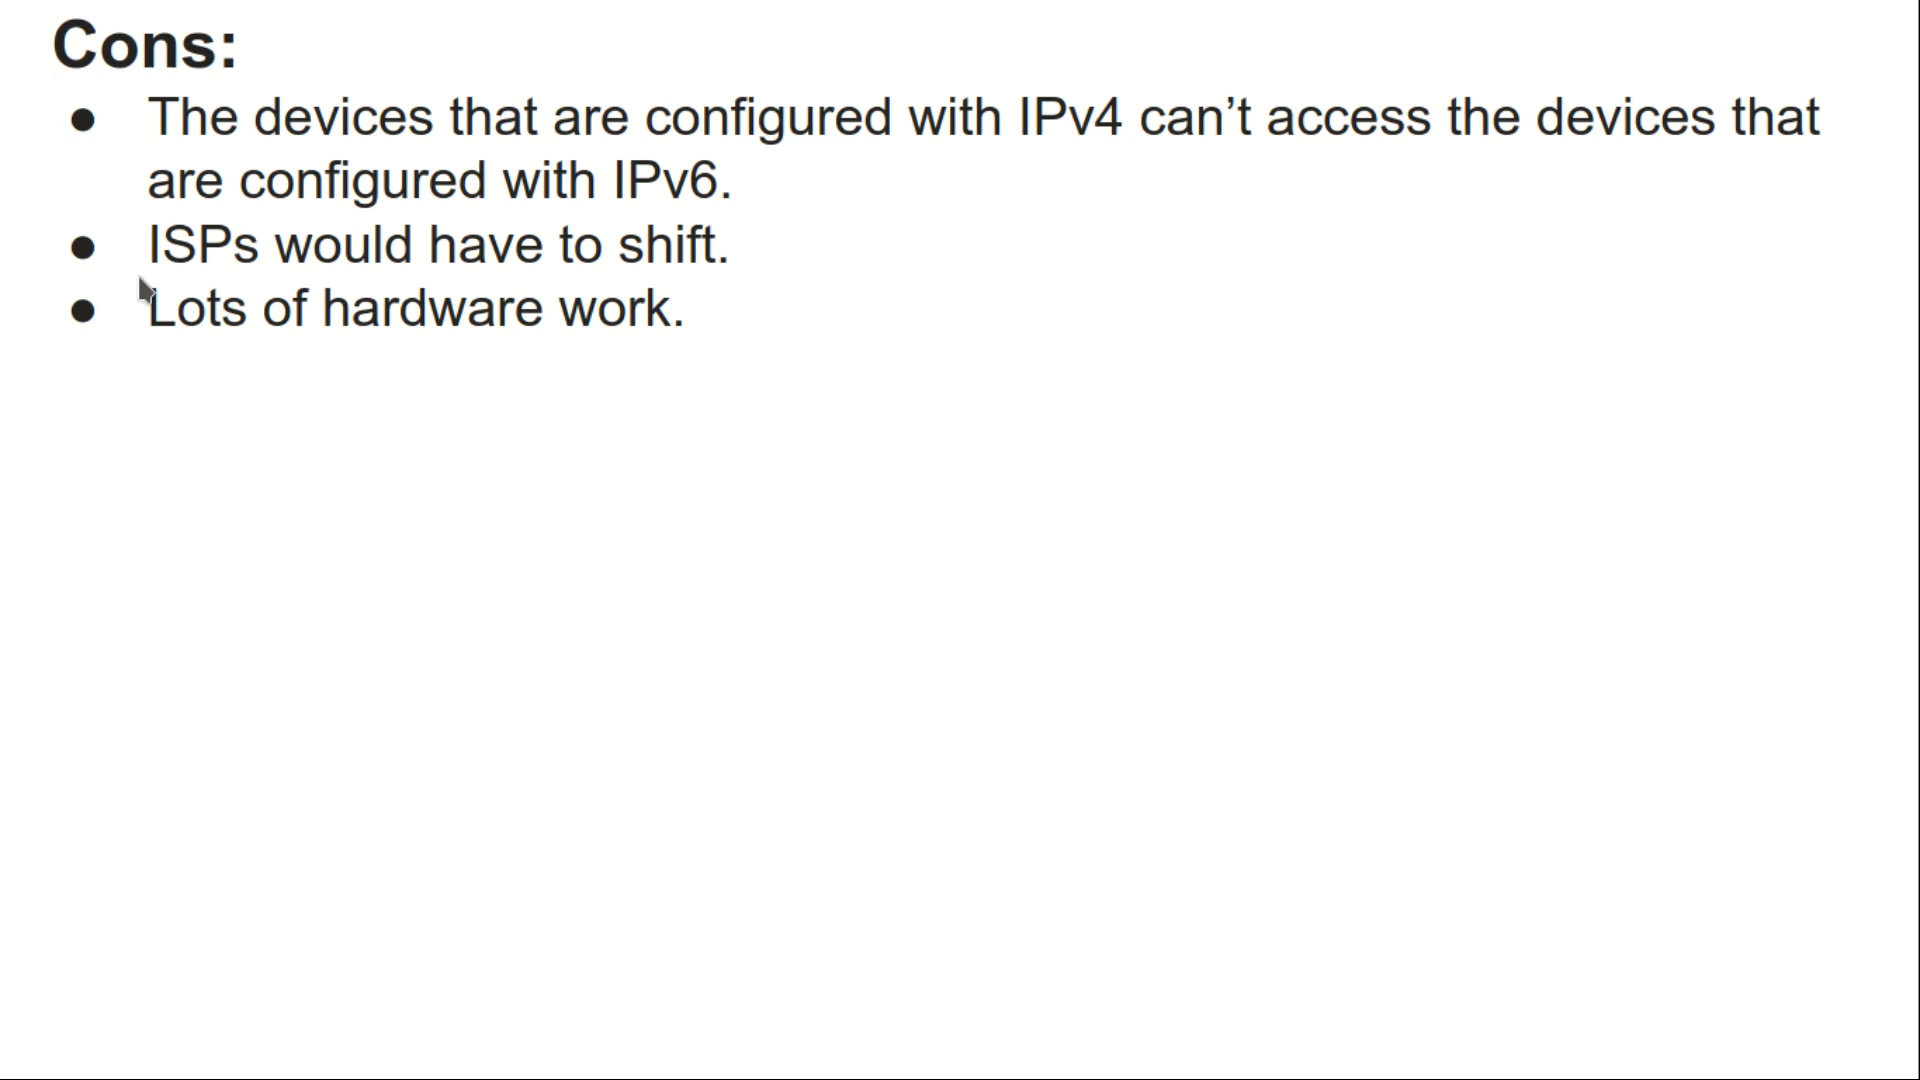 Cons:
● The devices that are configured with IPv4 can’t access the devices that
are configured with IPv6.
● ISPs would have to shift.
● Lots of hardware work.